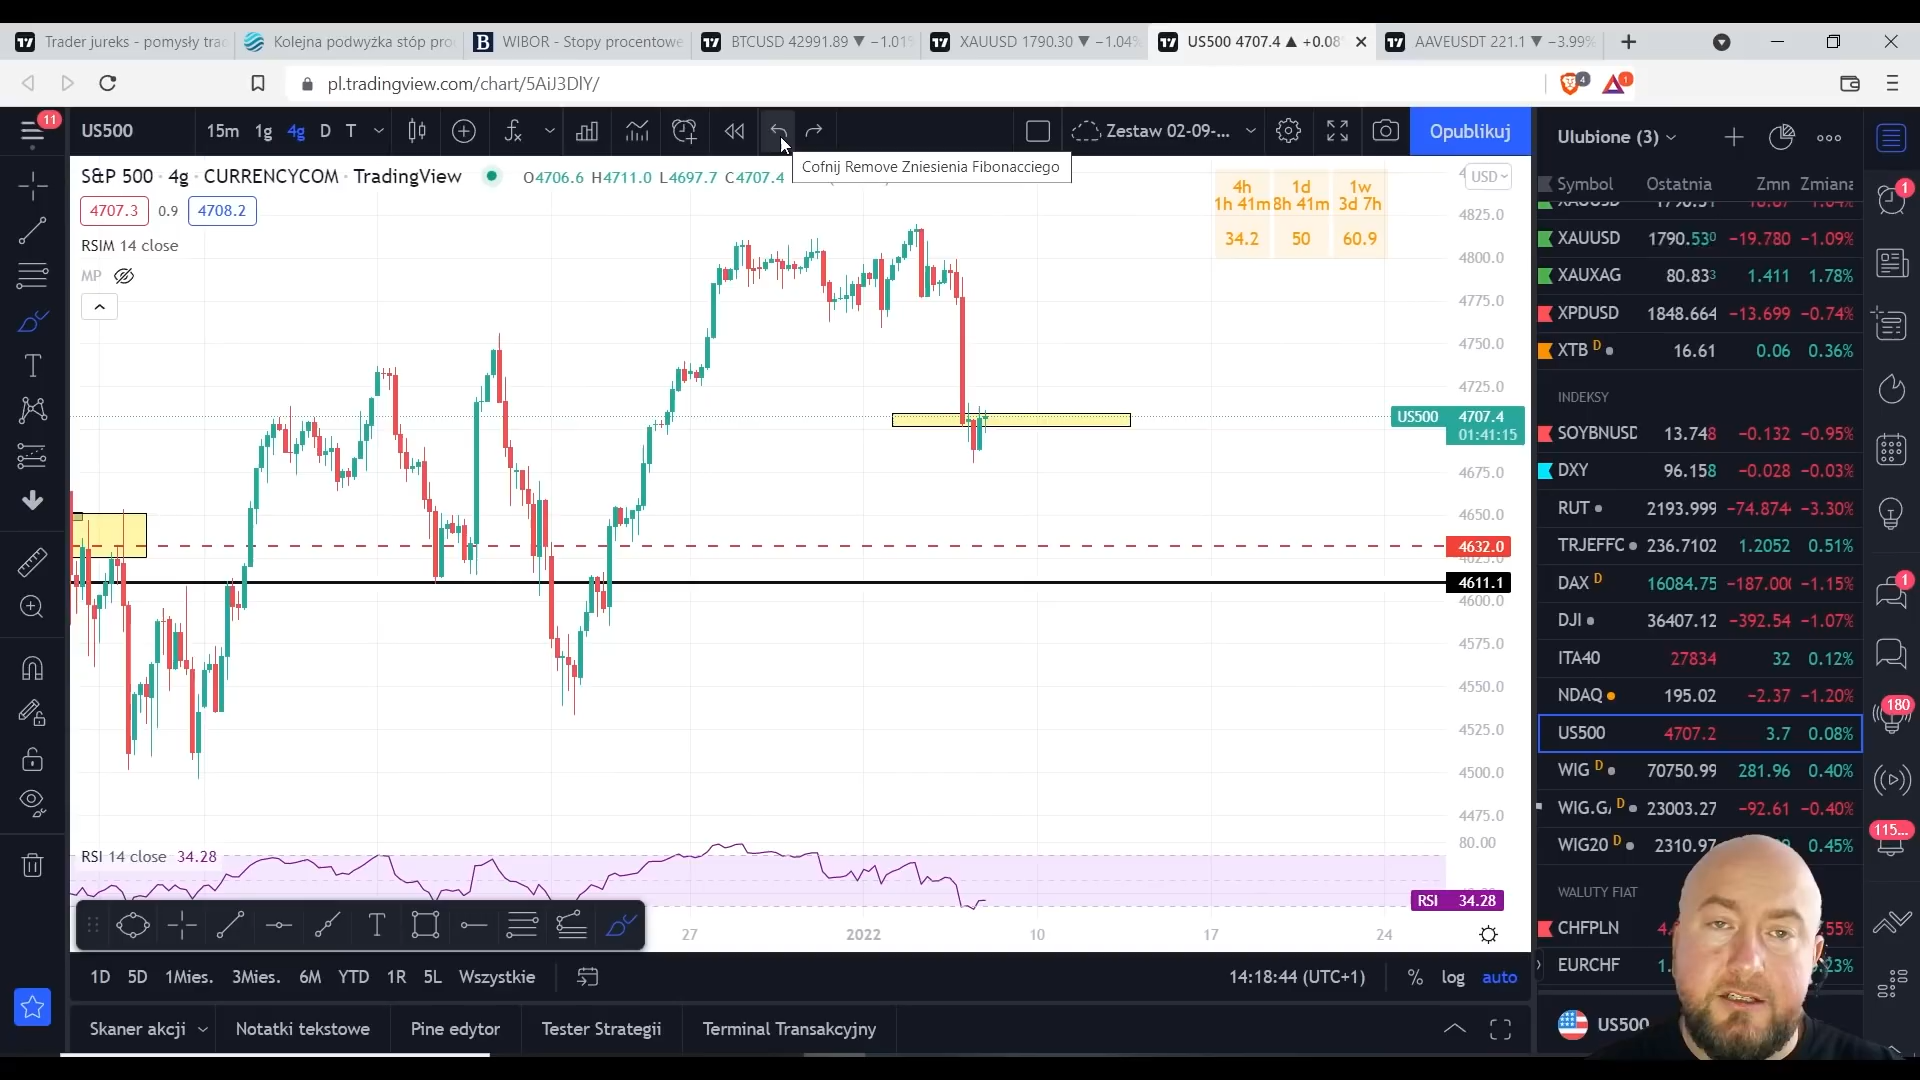 Trader jureks - pomysły tra
Kolejna podwyżka stóp pro
WIBOR - Stopy procentowe
BTCUSD 42991.89 ▼ −1.01%
XAUUSD 1790.30 ▼ −1.04%
US500 4707.4 ▲ +0.08
AAVEUSDT 221.1 ▼ −3.99%
pl.tradingview.com/chart/5AiJ3DlY/
4
1
11
US500
15m 1g 4g D T
Zestaw 02-09-...
Opublikuj
Ulubione (3)
Cofnij Remove Zniesienia Fibonacciego
S&P 500 · 4g · CURRENCYCOM · TradingView
O4706.6 H4711.0 L4697.7 C4707.4
USD
4707.3 0.9 4708.2
RSIM 14 close
MP
4h 1d 1w
1h 41m 8h 41m 3d 7h
34.2 50 60.9
4825.0
4800.0
4775.0
4750.0
4725.0
US500 4707.4
01:41:15
4675.0
4650.0
4632.0
4611.1
4600.0
4575.0
4550.0
4525.0
4500.0
4475.0
80.00
RSI 14 close 34.28
RSI 34.28
27 2022 10 17 24
1D 5D 1Mies. 3Mies. 6M YTD 1R 5L Wszystkie
14:18:44 (UTC+1)
% log auto
Skaner akcji
Notatki tekstowe
Pine edytor
Tester Strategii
Terminal Transakcyjny
Symbol Ostatnia Zmn Zmiana
XAUUSD 1790.530 −19.780 −1.09%
XAUXAG 80.833 1.411 1.78%
XPDUSD 1848.664 −13.699 −0.74%
XTB D 16.61 0.06 0.36%
INDEKSY
SOYBNUSD 13.748 −0.132 −0.95%
DXY 96.158 −0.028 −0.03%
RUT 2193.999 −74.874 −3.30%
TRJEFFC 236.7102 1.2052 0.51%
DAX D 16084.75 −187.00 −1.15%
DJI 36407.12 −392.54 −1.07%
ITA40 27834 32 0.12%
NDAQ 195.02 −2.37 −1.20%
US500 4707.2 3.7 0.08%
WIG D 70750.99 281.96 0.40%
WIG.G D 23003.27 −92.61 −0.40%
WIG20 D 2310.97 0.45%
WALUTY FIAT
CHFPLN 4. 55%
EURCHF 1. 0.23%
US500
1
1
180
115...